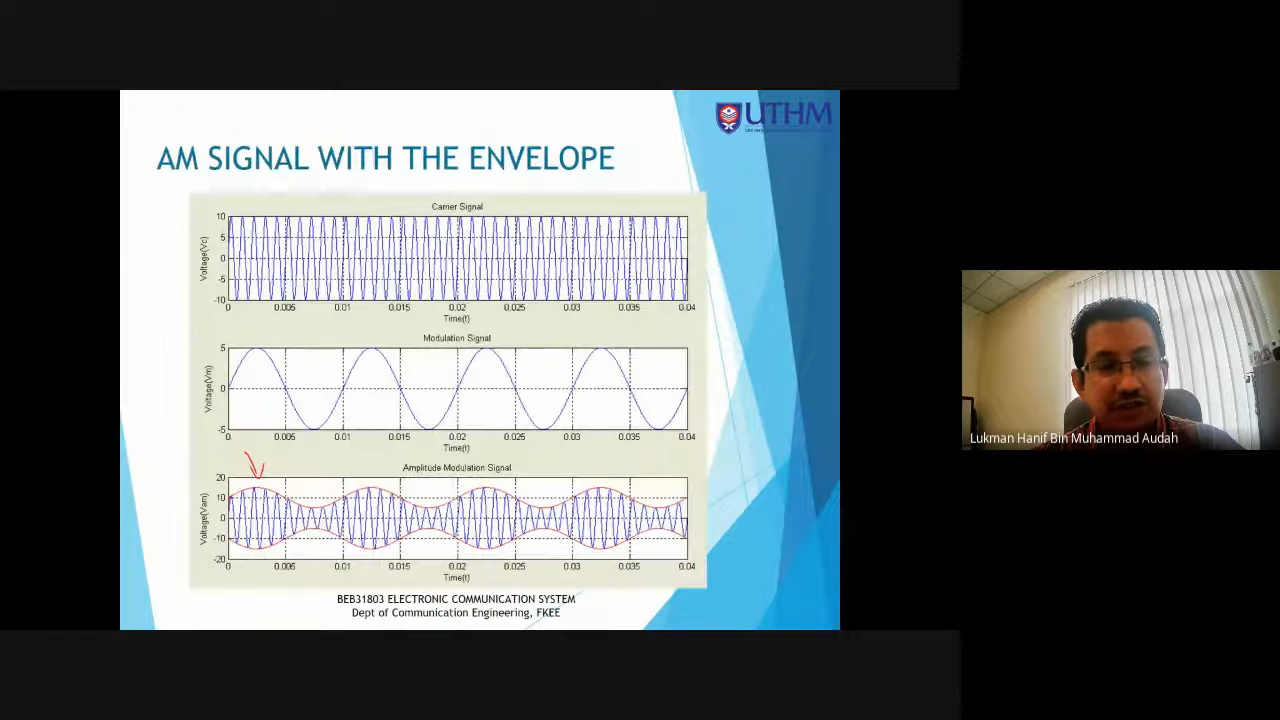 UTHM
AM SIGNAL WITH THE ENVELOPE
Carrier Signal
10
5
0
-5
-10
Voltage(Vc)
0 0.005 0.01 0.015 0.02 0.025 0.03 0.035 0.04
Time(t)
Modulation Signal
5
0
-5
Voltage(Vm)
0 0.005 0.01 0.015 0.02 0.025 0.03 0.035 0.04
Time(t)
Amplitude Modulation Signal
20
10
0
-10
-20
Voltage(Vam)
0 0.005 0.01 0.015 0.02 0.025 0.03 0.035 0.04
Time(t)
BEB31803 ELECTRONIC COMMUNICATION SYSTEM
Dept of Communication Engineering, FKEE
Lukman Hanif Bin Muhammad Audah